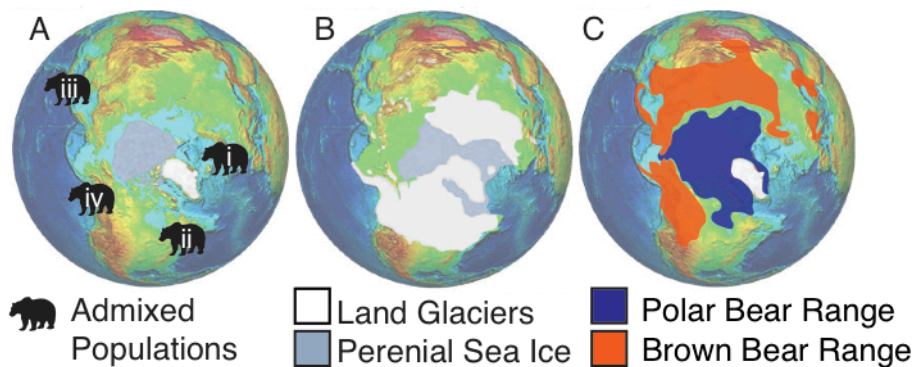 A
B
C
iii
i
iv
ii
Admixed
Populations
Land Glaciers
Perenial Sea Ice
Polar Bear Range
Brown Bear Range